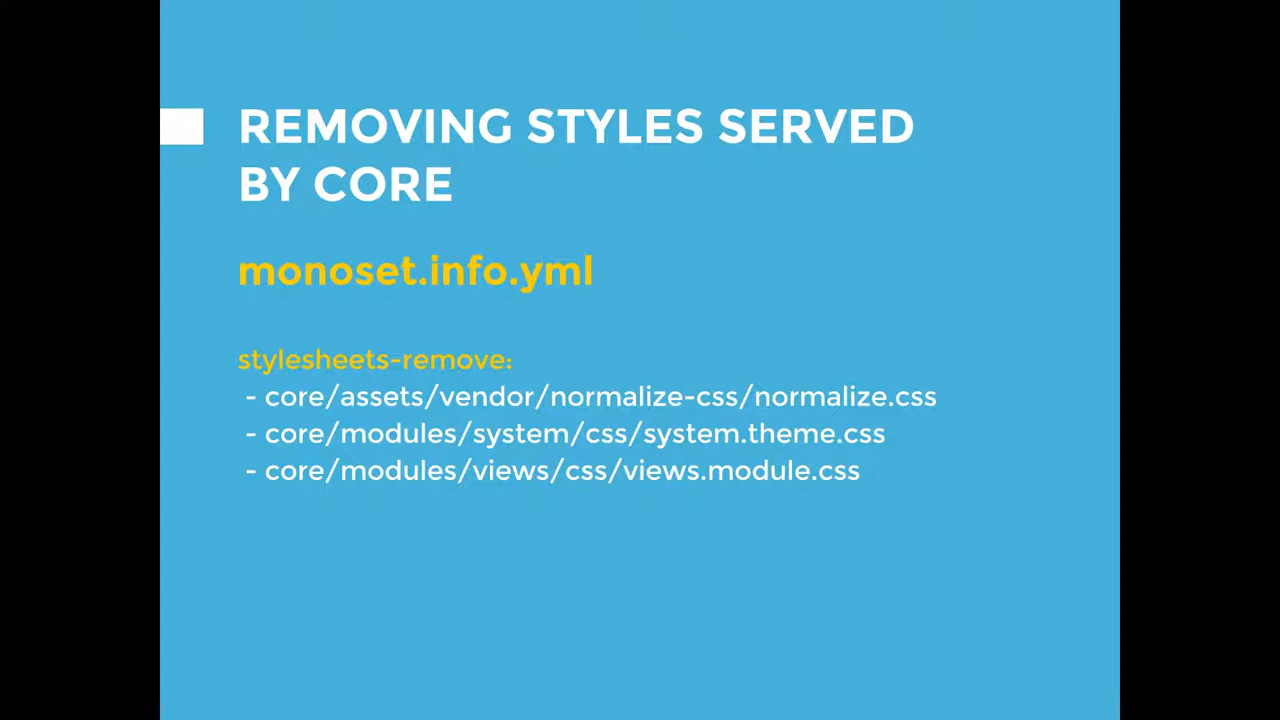 REMOVING STYLES SERVED
BY CORE
monoset.info.yml
stylesheets-remove:
- core/assets/vendor/normalize-css/normalize.css
- core/modules/system/css/system.theme.css
- core/modules/views/css/views.module.css